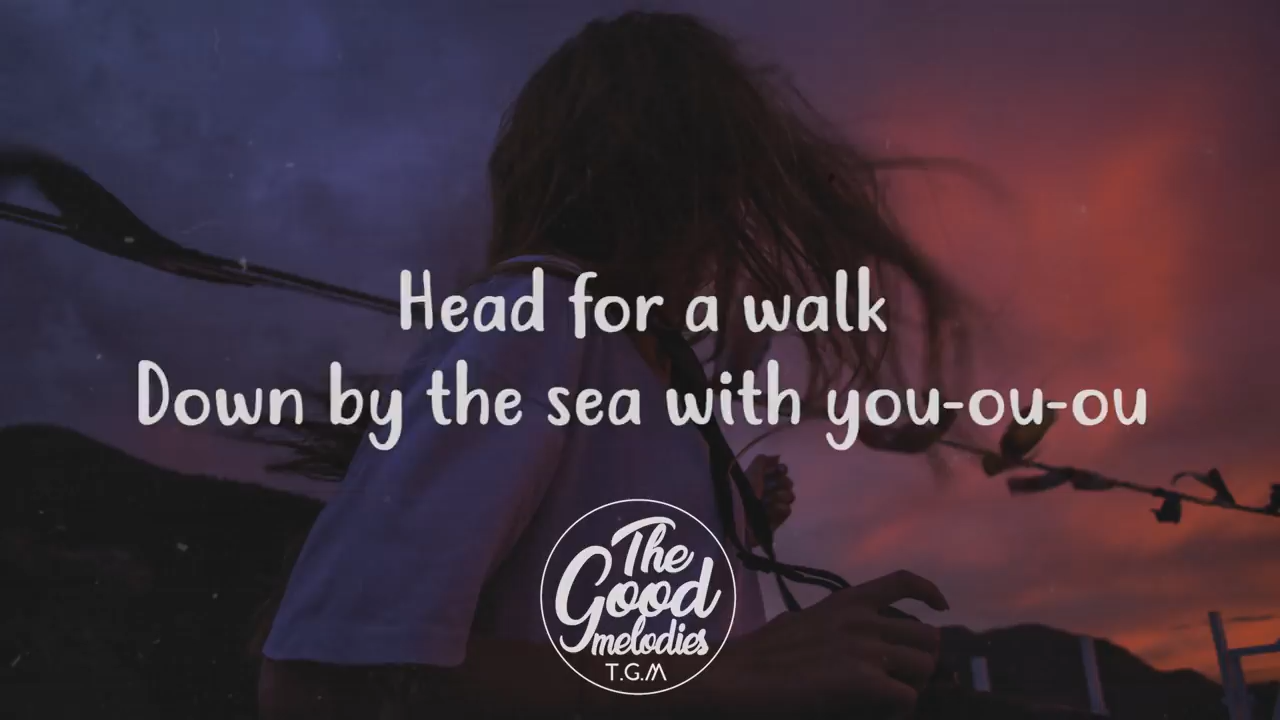 Head for a walk
Down by the sea with you-ou-ou
The
Good
melodies
T.G.M